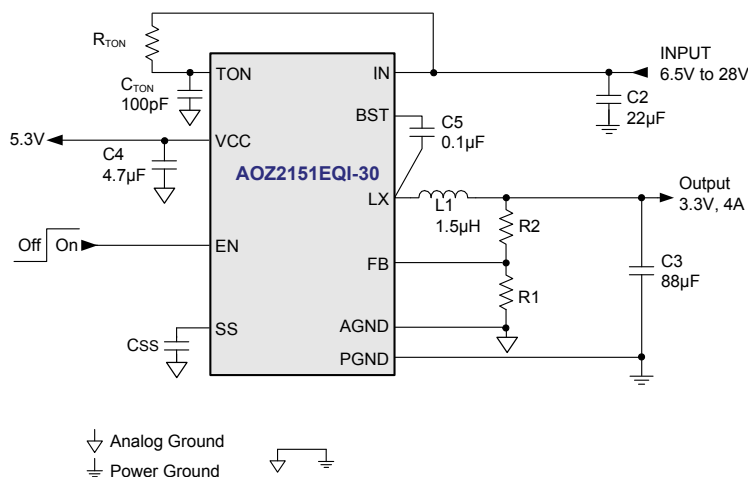 RTON
TON
CTON
100pF
IN
INPUT
6.5V to 28V
C2
22µF
BST
C5
0.1µF
5.3V
VCC
C4
4.7µF
AOZ2151EQI-30
LX
L1
1.5µH
Output
3.3V, 4A
R2
Off
On
EN
FB
C3
88µF
R1
SS
CSS
AGND
PGND
Analog Ground
Power Ground